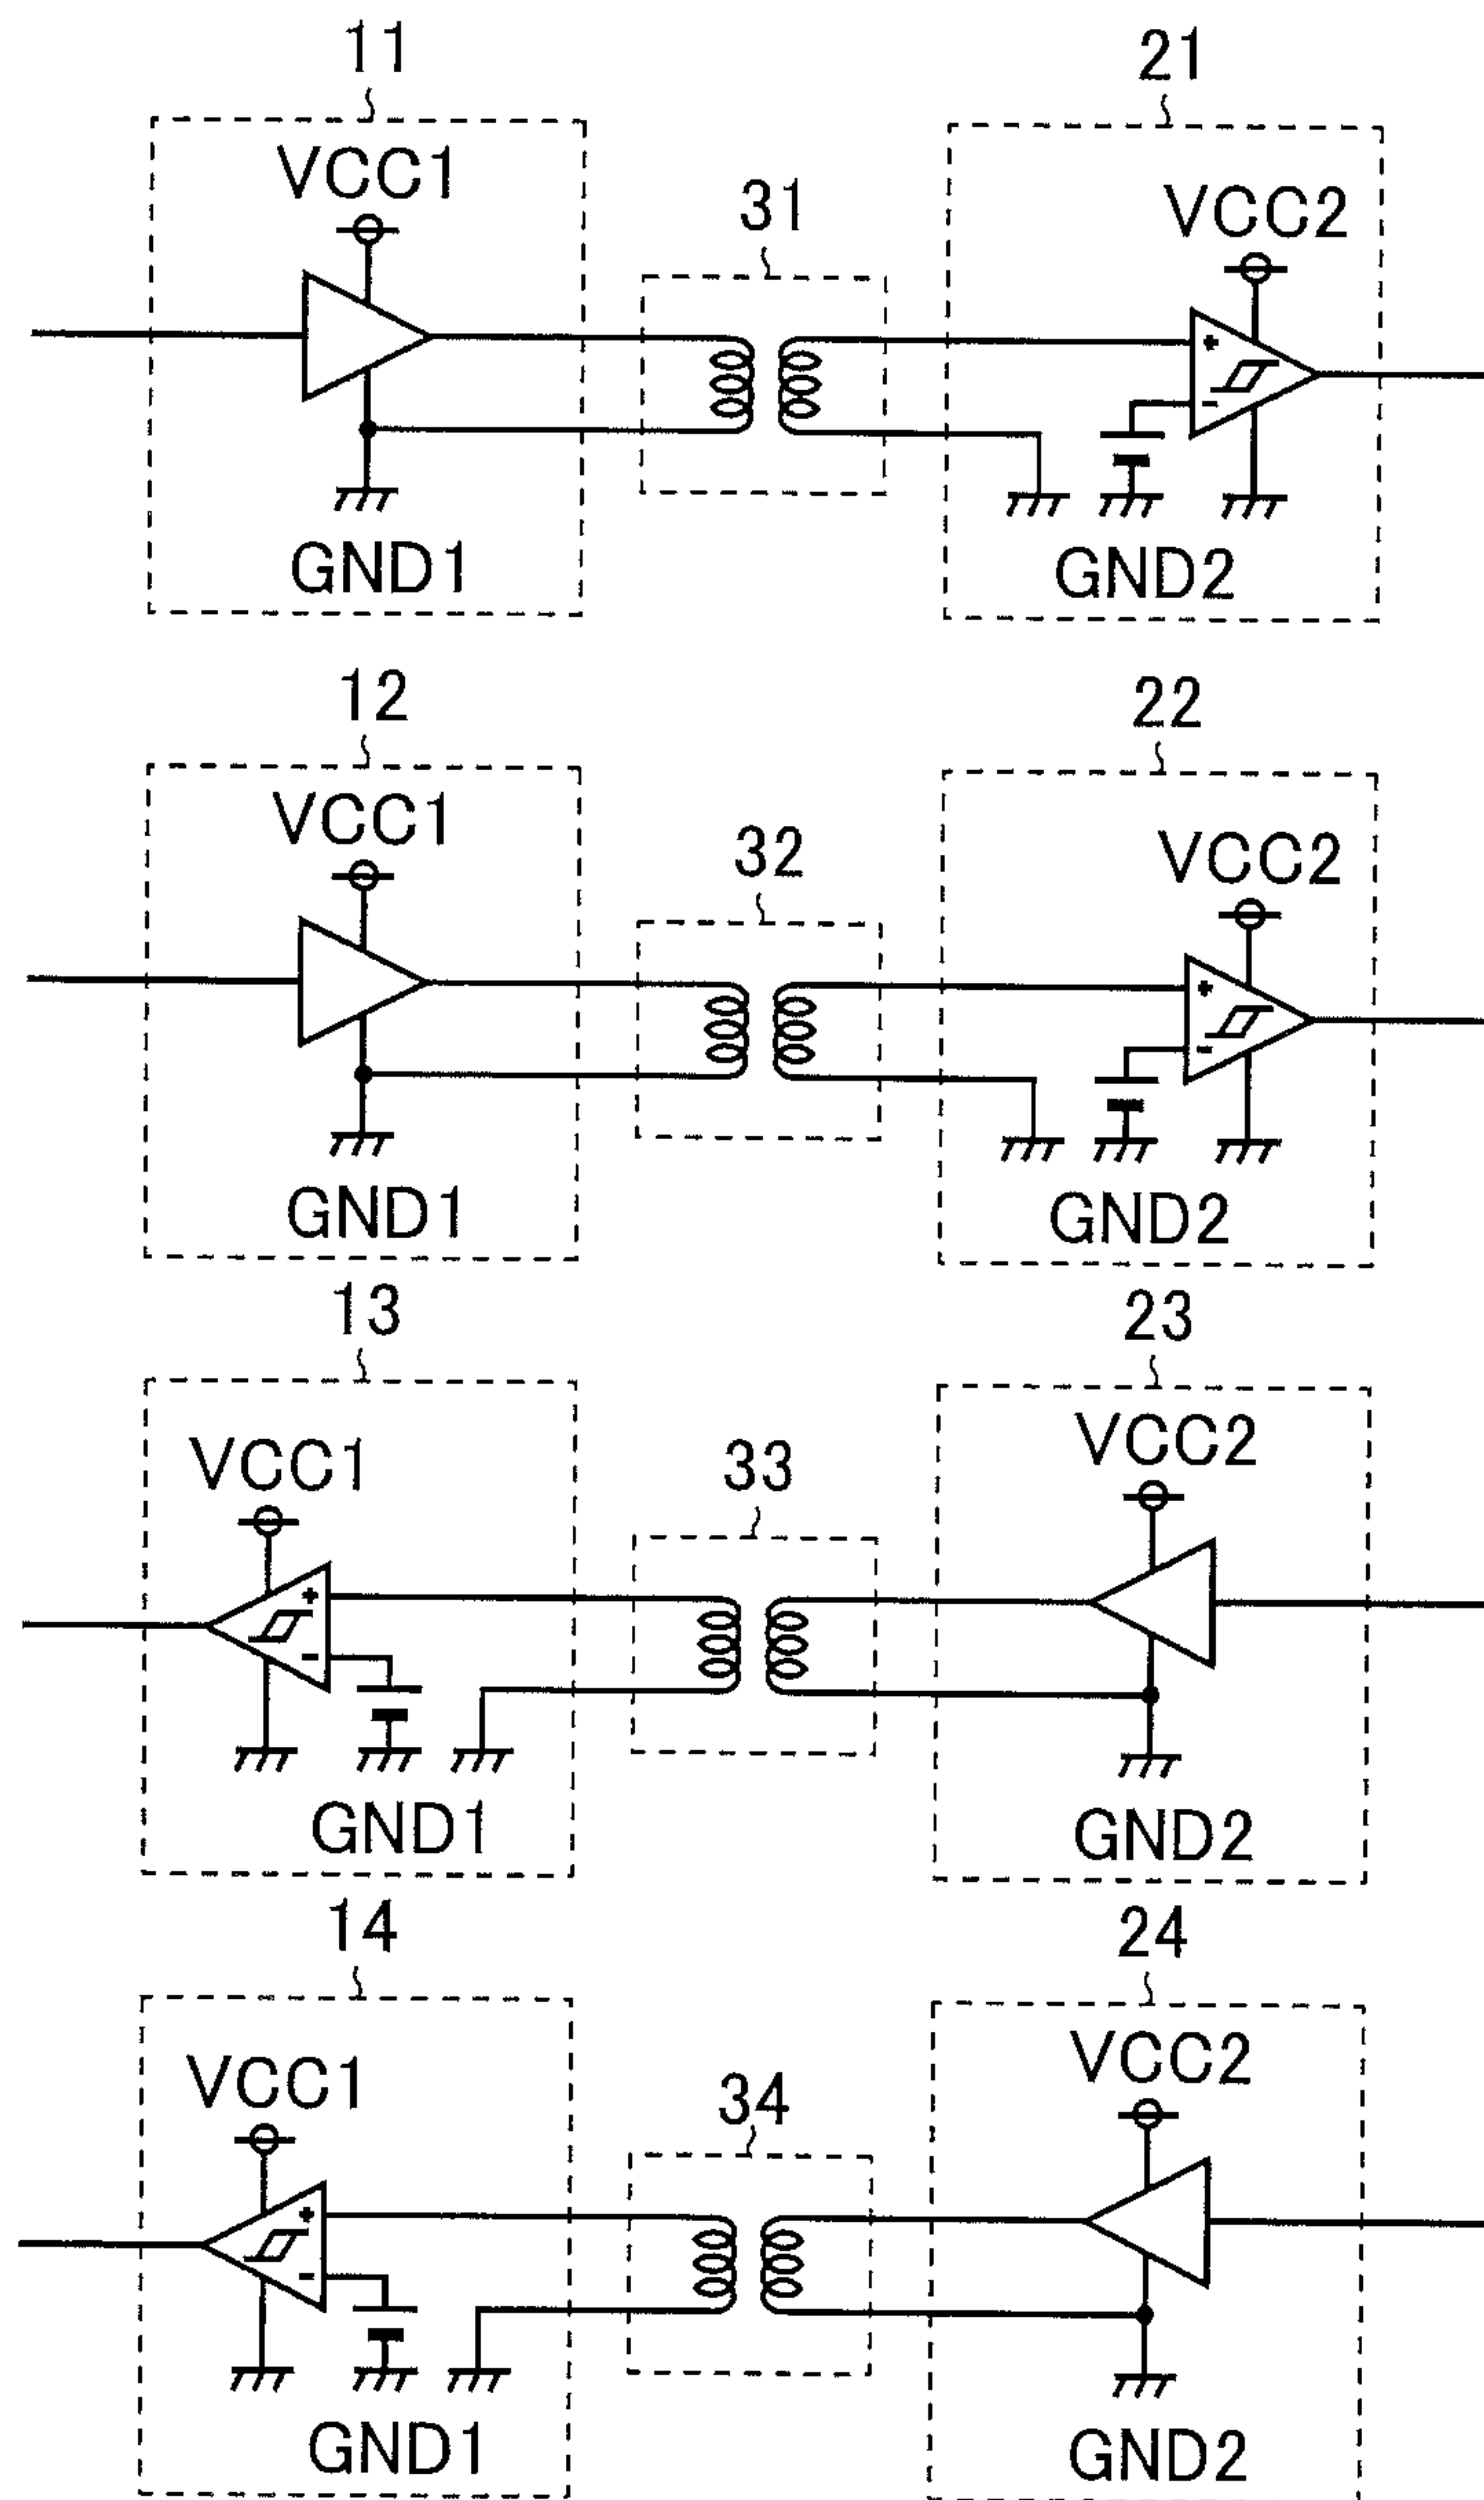 11
21
VCC1
31
VCC2
+
-
GND1
GND2
12
22
VCC1
32
VCC2
+
-
GND1
GND2
13
23
VCC1
33
VCC2
+
-
GND1
GND2
14
24
VCC1
34
VCC2
+
-
GND1
GND2